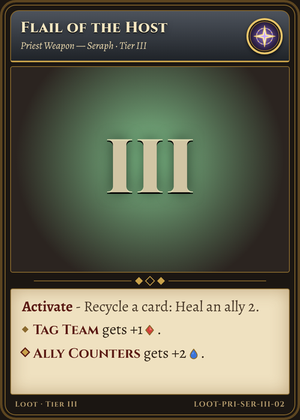 Flail of the Host
Priest Weapon — Seraph · Tier III
III
Activate - Recycle a card: Heal an ally 2.
Tag Team gets +1 .
Ally Counters gets +2 .
Loot · Tier III
LOOT-PRI-SER-III-02